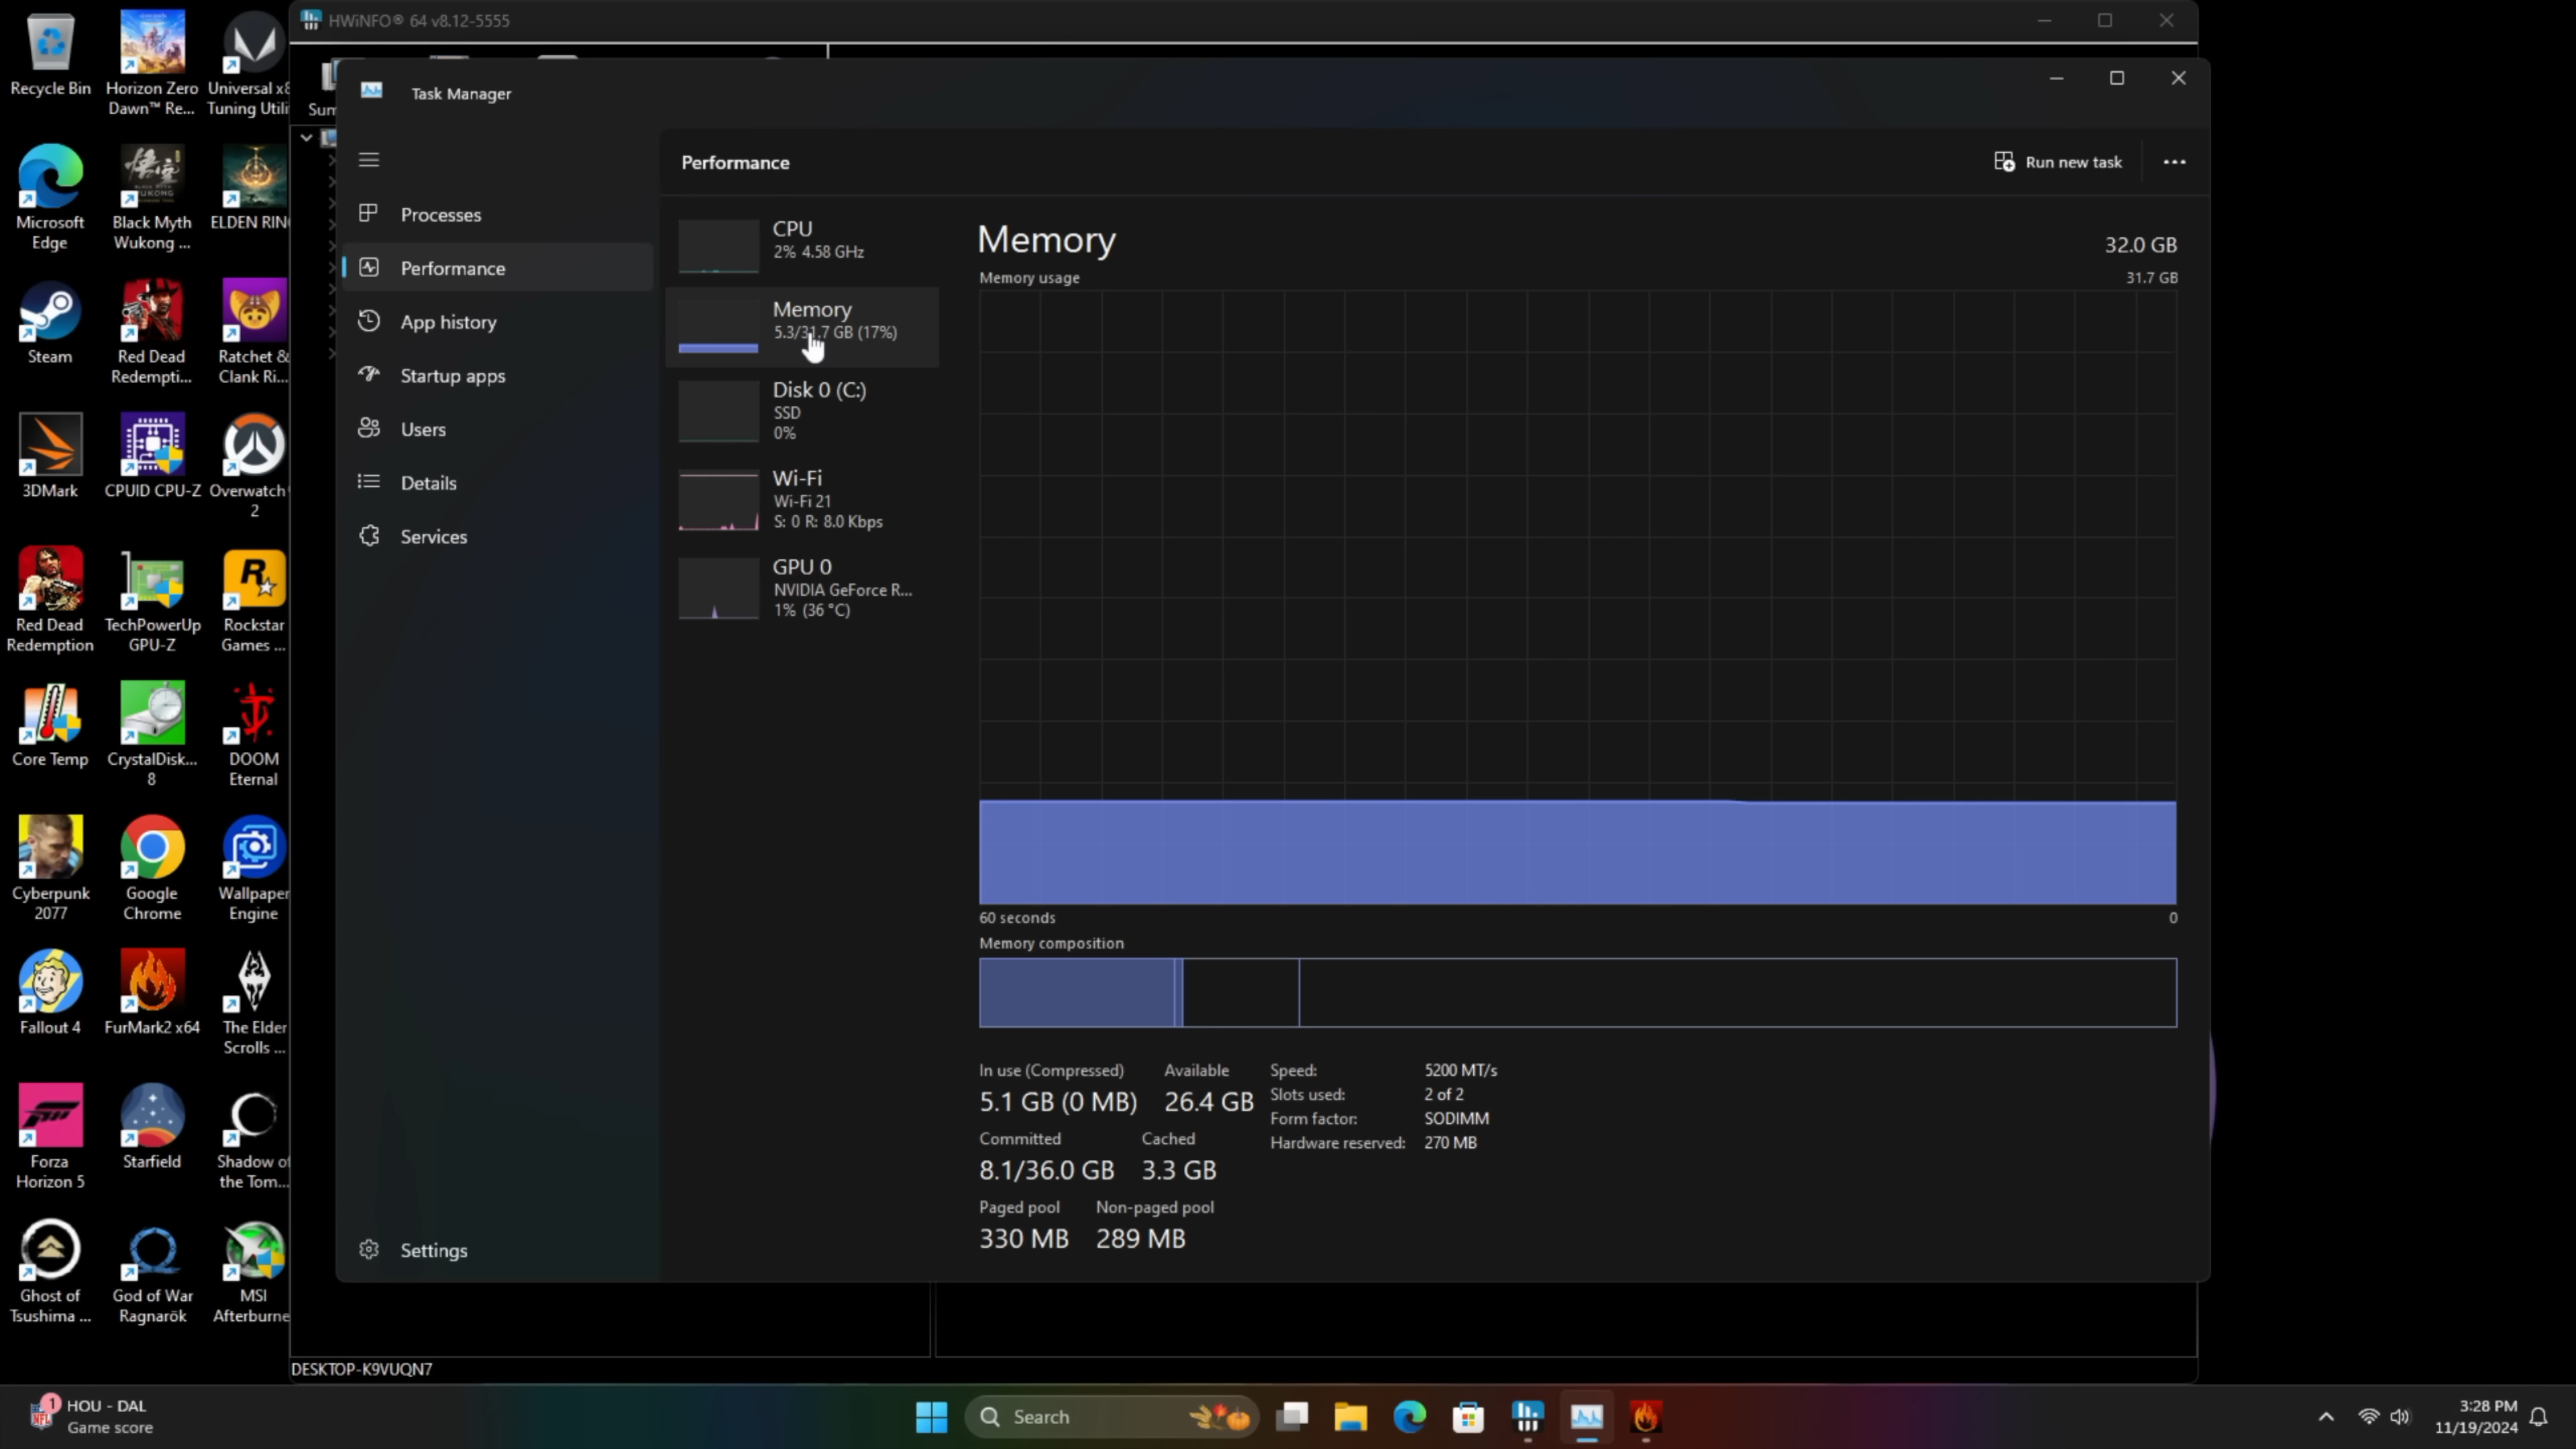 HWiNFO® 64 v8.12-5555
Recycle Bin
Horizon Zero
Dawn™ Re...
Universal x8
Tuning Utili
Sum
Microsoft
Edge
Black Myth
Wukong ...
ELDEN RIN
Steam
Red Dead
Redempti...
Ratchet &
Clank Ri...
3DMark
CPUID CPU-Z
Overwatch
2
Red Dead
Redemption
TechPowerUp
GPU-Z
Rockstar
Games ...
Core Temp
CrystalDisk...
8
DOOM
Eternal
Cyberpunk
2077
Google
Chrome
Wallpaper
Engine
Fallout 4
FurMark2 x64
The Elder
Scrolls ...
Forza
Horizon 5
Starfield
Shadow of
the Tom...
Ghost of
Tsushima ...
God of War
Ragnarök
MSI
Afterburne
Task Manager
Processes
Performance
App history
Startup apps
Users
Details
Services
Settings
Performance
Run new task
CPU
2% 4.58 GHz
Memory
5.3/31.7 GB (17%)
Disk 0 (C:)
SSD
0%
Wi-Fi
Wi-Fi 21
S: 0 R: 8.0 Kbps
GPU 0
NVIDIA GeForce R...
1% (36 °C)
Memory
32.0 GB
Memory usage
31.7 GB
60 seconds
0
Memory composition
In use (Compressed)
5.1 GB (0 MB)
Available
26.4 GB
Committed
8.1/36.0 GB
Cached
3.3 GB
Paged pool
330 MB
Non-paged pool
289 MB
Speed: 5200 MT/s
Slots used: 2 of 2
Form factor: SODIMM
Hardware reserved: 270 MB
DESKTOP-K9VUQN7
1
HOU - DAL
Game score
Search
3:28 PM
11/19/2024